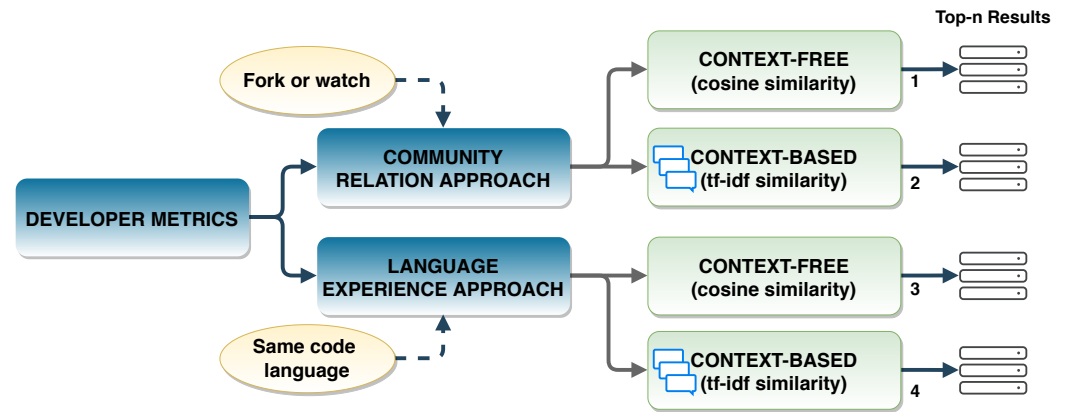 Top-n Results
Fork or watch
CONTEXT-FREE
(cosine similarity)
1
COMMUNITY
RELATION APPROACH
CONTEXT-BASED
(tf-idf similarity)
2
DEVELOPER METRICS
LANGUAGE
EXPERIENCE APPROACH
CONTEXT-FREE
(cosine similarity)
3
Same code
language
CONTEXT-BASED
(tf-idf similarity)
4